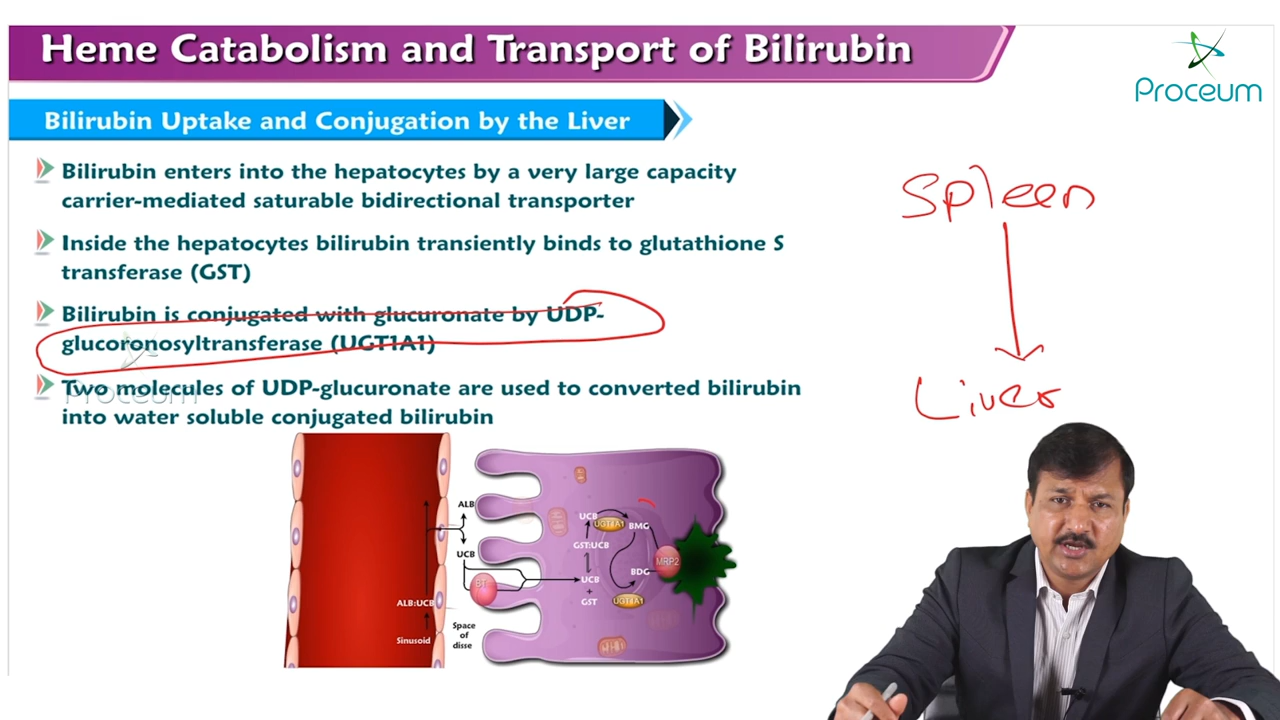 Heme Catabolism and Transport of Bilirubin
Proceum
Bilirubin Uptake and Conjugation by the Liver
Bilirubin enters into the hepatocytes by a very large capacity
carrier-mediated saturable bidirectional transporter
Inside the hepatocytes bilirubin transiently binds to glutathione S
transferase (GST)
Bilirubin is conjugated with glucuronate by UDP-
glucoronosyltransferase (UGT1A1)
Proceum
Two molecules of UDP-glucuronate are used to converted bilirubin
into water soluble conjugated bilirubin
Spleen
Liver
ALB
UCB
ALB:UCB
Sinusoid
Space
of
disse
BT
UCB
UGT4A1
BMG
GST:UCB
MRP2
BDG
UCB
+
GST
UGT4A1